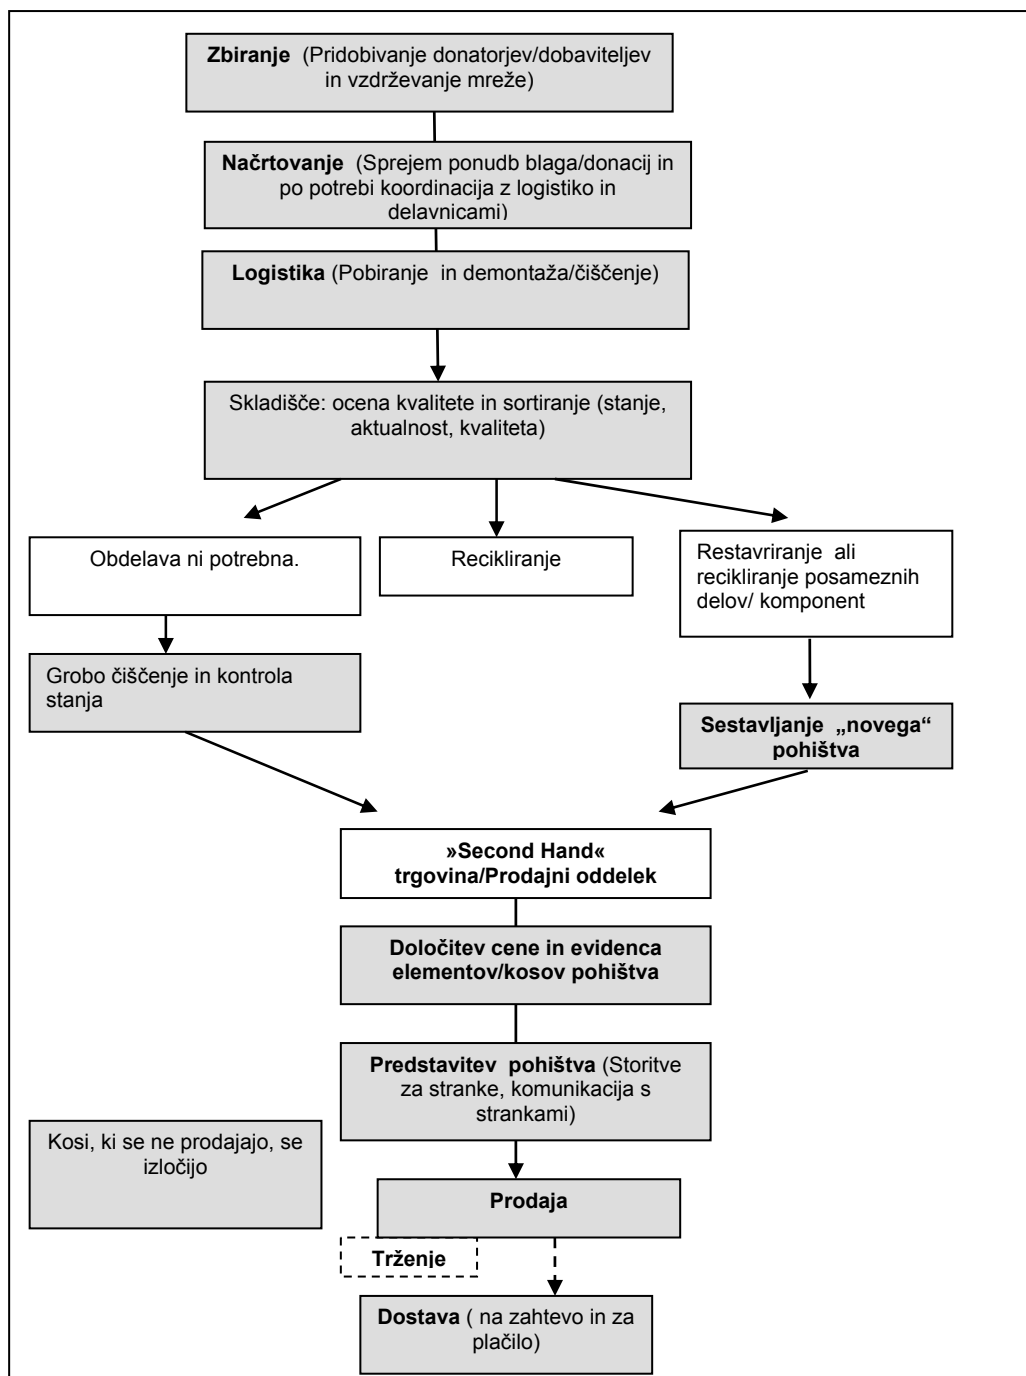 Zbiranje (Pridobivanje donatorjev/dobaviteljev
in vzdrževanje mreže)
Načrtovanje (Sprejem ponudb blaga/donacij in
po potrebi koordinacija z logistiko in
delavnicami)
Logistika (Pobiranje in demontaža/čiščenje)
Skladišče: ocena kvalitete in sortiranje (stanje,
aktualnost, kvaliteta)
Obdelava ni potrebna.
Recikliranje
Restavriranje ali
recikliranje posameznih
delov/ komponent
Grobo čiščenje in kontrola
stanja
Sestavljanje „novega“
pohištva
»Second Hand«
trgovina/Prodajni oddelek
Določitev cene in evidenca
elementov/kosov pohištva
Predstavitev pohištva (Storitve
za stranke, komunikacija s
strankami)
Kosi, ki se ne prodajajo, se
izločijo
Prodaja
Trženje
Dostava ( na zahtevo in za
plačilo)